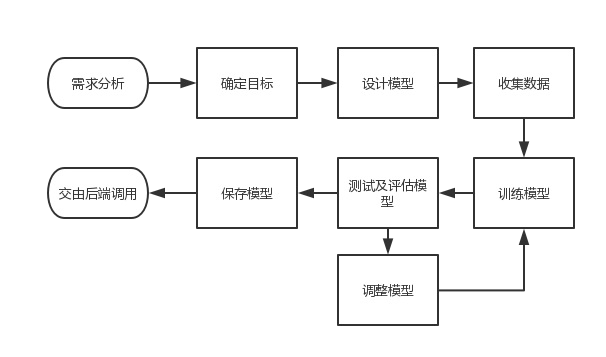 需求分析
确定目标
设计模型
收集数据
交由后端调用
保存模型
测试及评估模
型
训练模型
调整模型